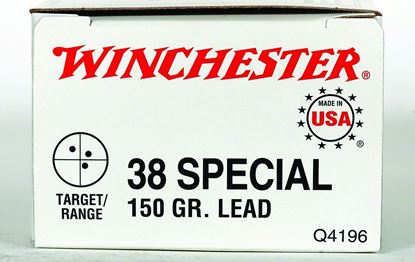 WINCHESTER®
MADE IN
USA
®
38 SPECIAL
TARGET/
RANGE
150 GR. LEAD
Q4196